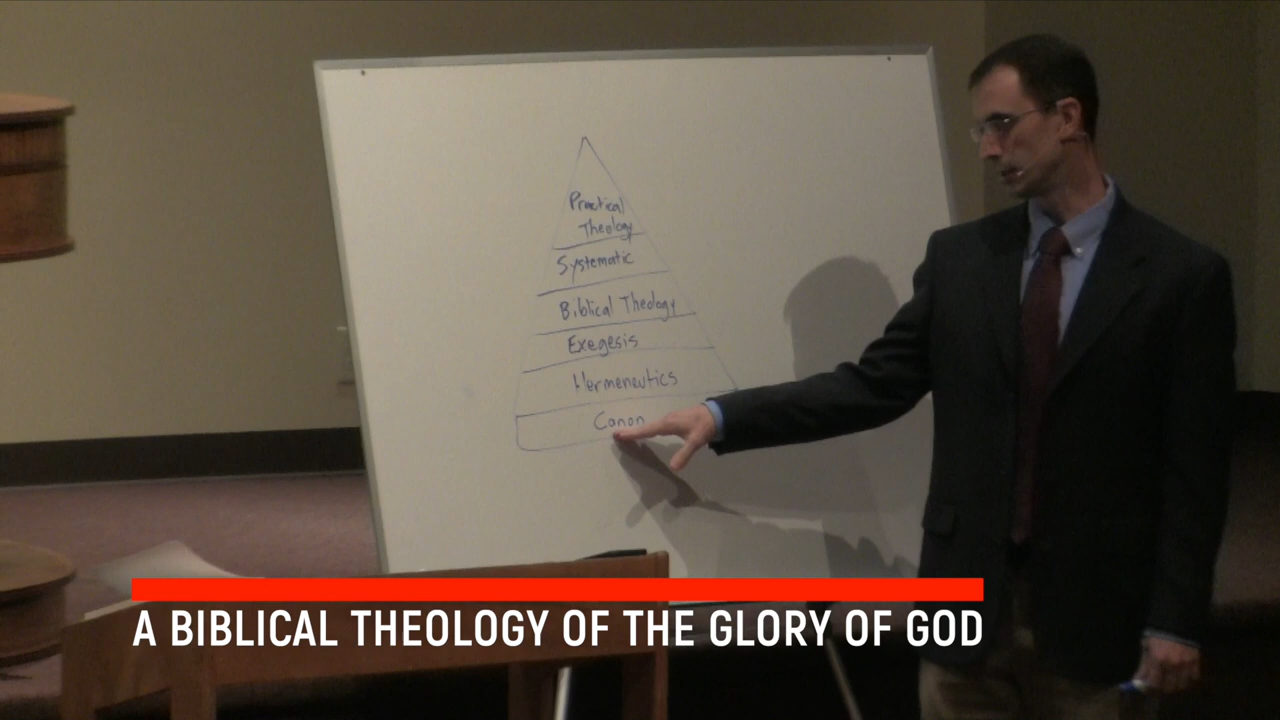 Practical
Theology
Systematic
Biblical Theology
Exegesis
Hermeneutics
Canon
A BIBLICAL THEOLOGY OF THE GLORY OF GOD